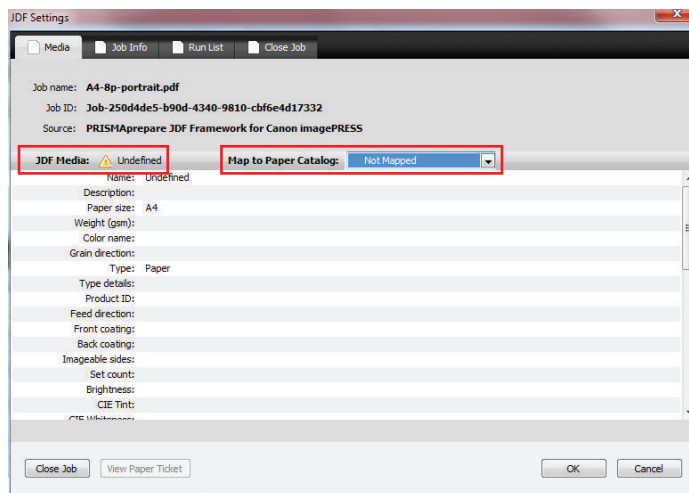 JDF Settings
Media Job Info Run List Close Job
Job name: A4-8p-portrait.pdf
Job ID: Job-250d4de5-b90d-4340-9810-cbf6e4d17332
Source: PRISMAprepare JDF Framework for Canon imagePRESS
JDF Media: Undefined Map to Paper Catalog: Not Mapped
Name: Undefined
Description:
Paper size: A4
Weight (gsm):
Color name:
Grain direction:
Type: Paper
Type details:
Product ID:
Feed direction:
Front coating:
Back coating:
Imageable sides:
Set count:
Brightness:
CIE Tint:
CIE Whiteness:
Close Job View Paper Ticket OK Cancel